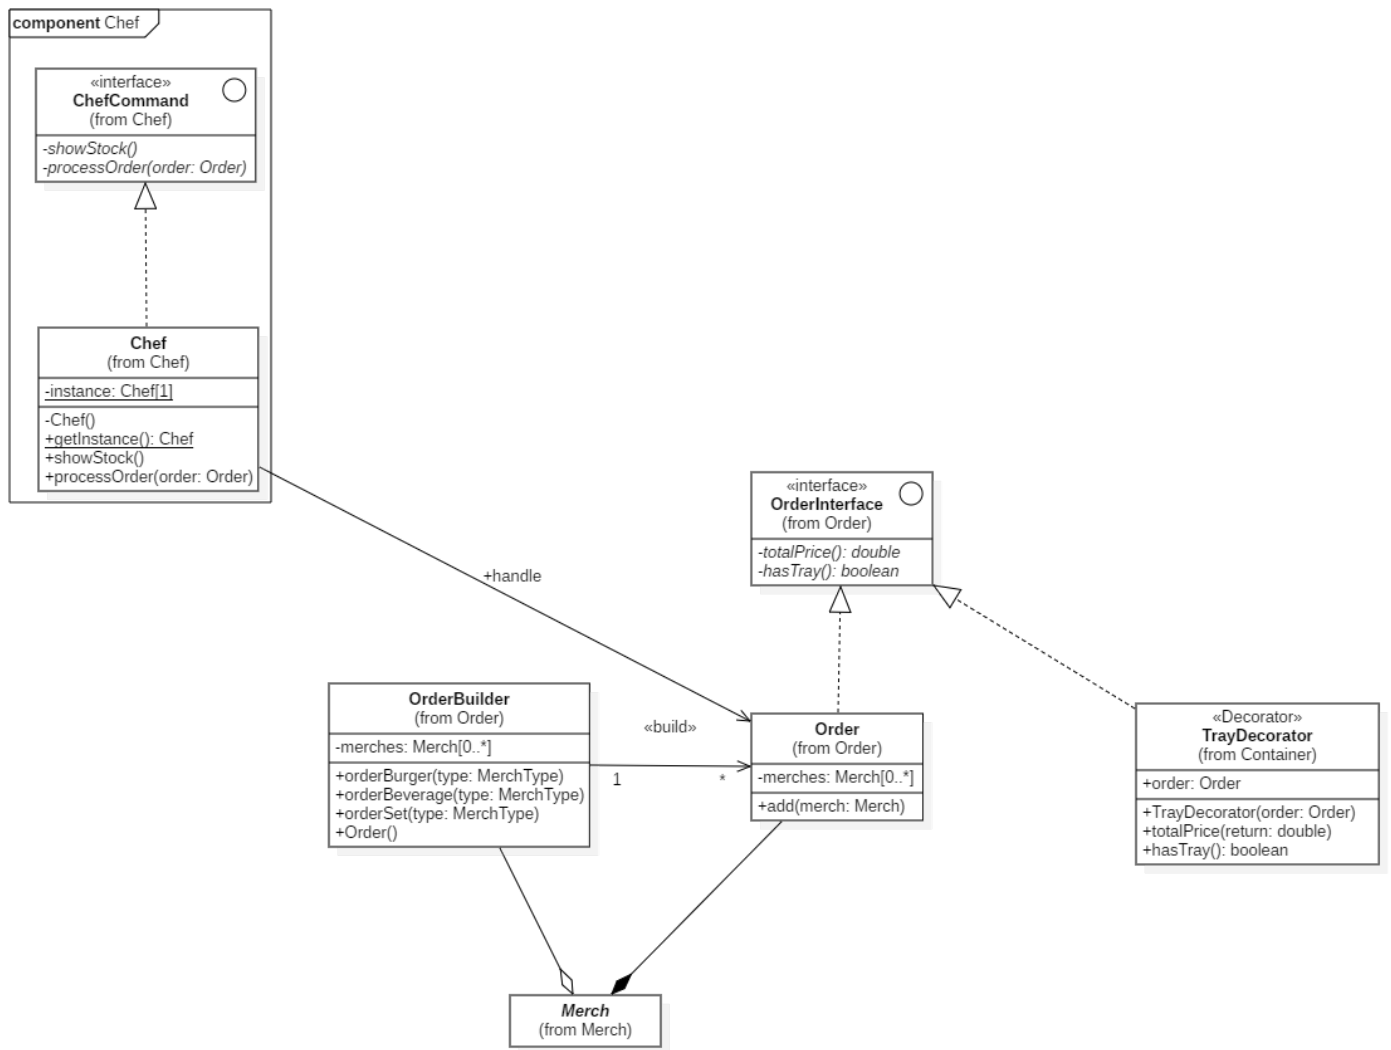 component Chef
«interface»
ChefCommand
(from Chef)
-showStock()
-processOrder(order: Order)
Chef
(from Chef)
-instance: Chef[1]
-Chef()
+getInstance(): Chef
+showStock()
+processOrder(order: Order)
+handle
«interface»
OrderInterface
(from Order)
-totalPrice(): double
-hasTray(): boolean
OrderBuilder
(from Order)
-merches: Merch[0..*]
+orderBurger(type: MerchType)
+orderBeverage(type: MerchType)
+orderSet(type: MerchType)
+Order()
«build»
1
*
Order
(from Order)
-merches: Merch[0..*]
+add(merch: Merch)
«Decorator»
TrayDecorator
(from Container)
+order: Order
+TrayDecorator(order: Order)
+totalPrice(return: double)
+hasTray(): boolean
Merch
(from Merch)